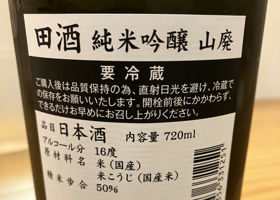 田酒 純米吟醸 山廃
要冷蔵
ご購入後は品質保持の為、直射日光を避け、冷蔵で
の保存をお願いいたします。開栓前後にかかわらず、
できるだけお早めにお召し上がりください。
品目 日本酒 内容量 720ml
アルコール分 16度
原材料名 米(国産)
米こうじ(国産米)
精米歩合 50%